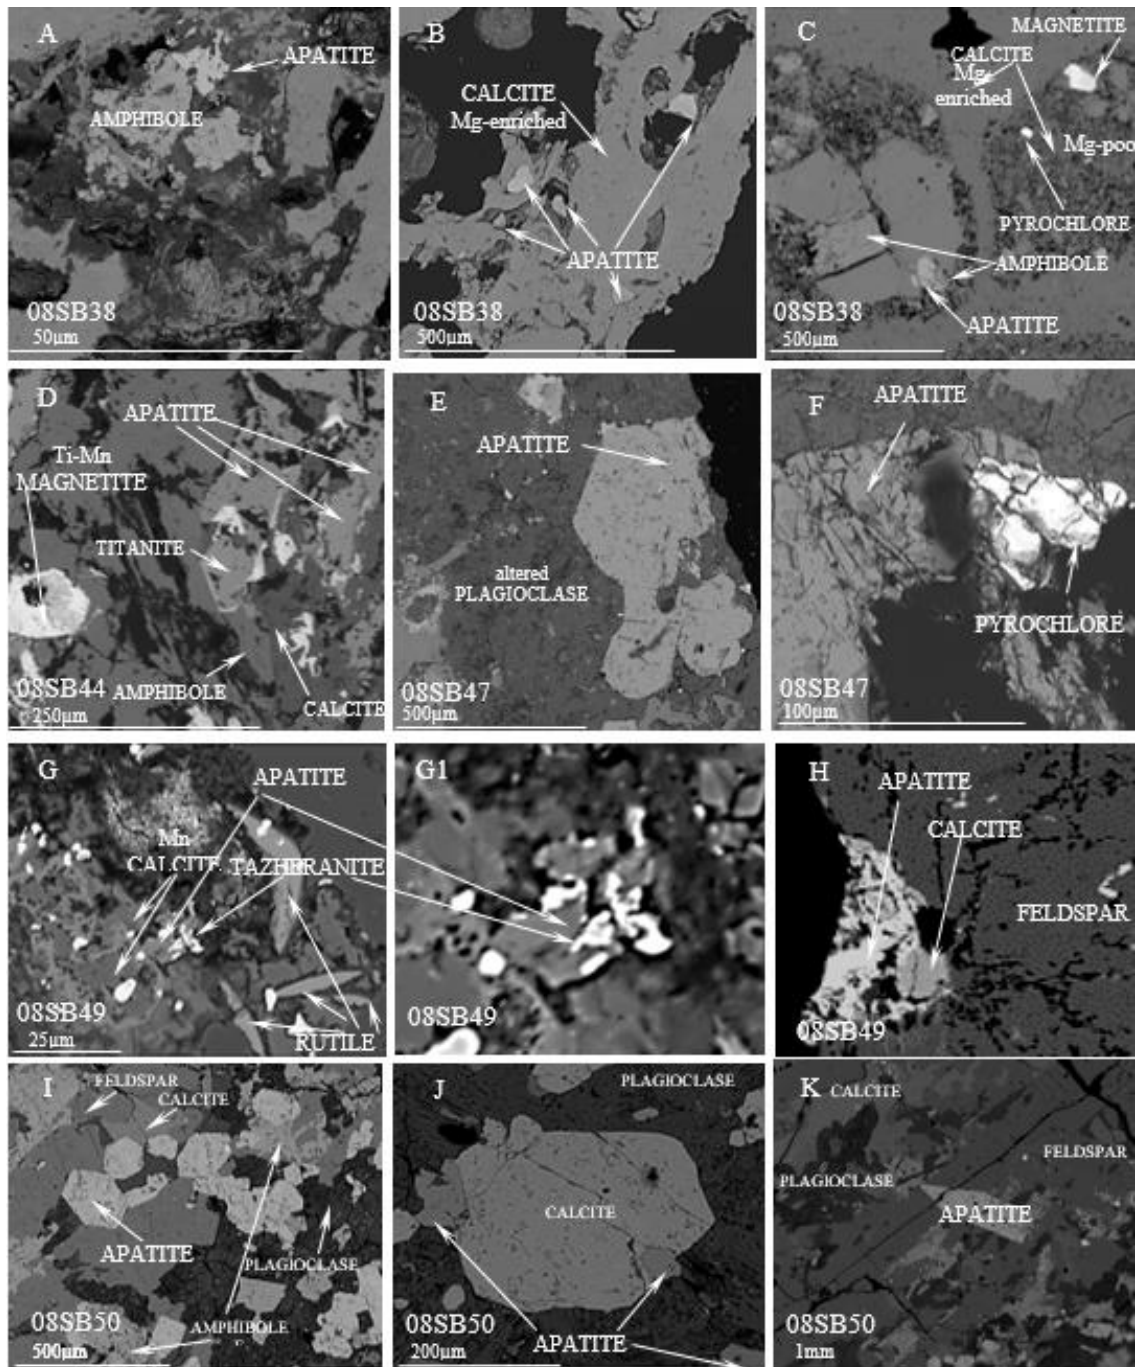 A
APATITE
AMPHIBOLE
08SB38
50µm
B
CALCITE
Mg-enriched
APATITE
08SB38
500µm
C
MAGNETITE
CALCITE
Mg
enriched
Mg-poo
PYROCHLORE
AMPHIBOLE
08SB38
APATITE
500µm
D
APATITE
Ti-Mn
MAGNETITE
TITANITE
08SB44
AMPHIBOLE
CALCITE
250µm
E
APATITE
altered
PLAGIOCLASE
08SB47
500µm
F
APATITE
PYROCHLORE
08SB47
100µm
G
APATITE
Mn
CALCITE
TAZHERANITE
08SB49
25µm
RUTILE
G1
08SB49
H
APATITE
CALCITE
FELDSPAR
08SB49
I
FELDSPAR
CALCITE
APATITE
PLAGIOCLASE
08SB50
AMPHIBOLE
500µm
J
PLAGIOCLASE
CALCITE
08SB50
APATITE
200µm
K
CALCITE
FELDSPAR
PLAGIOCLASE
APATITE
08SB50
1mm